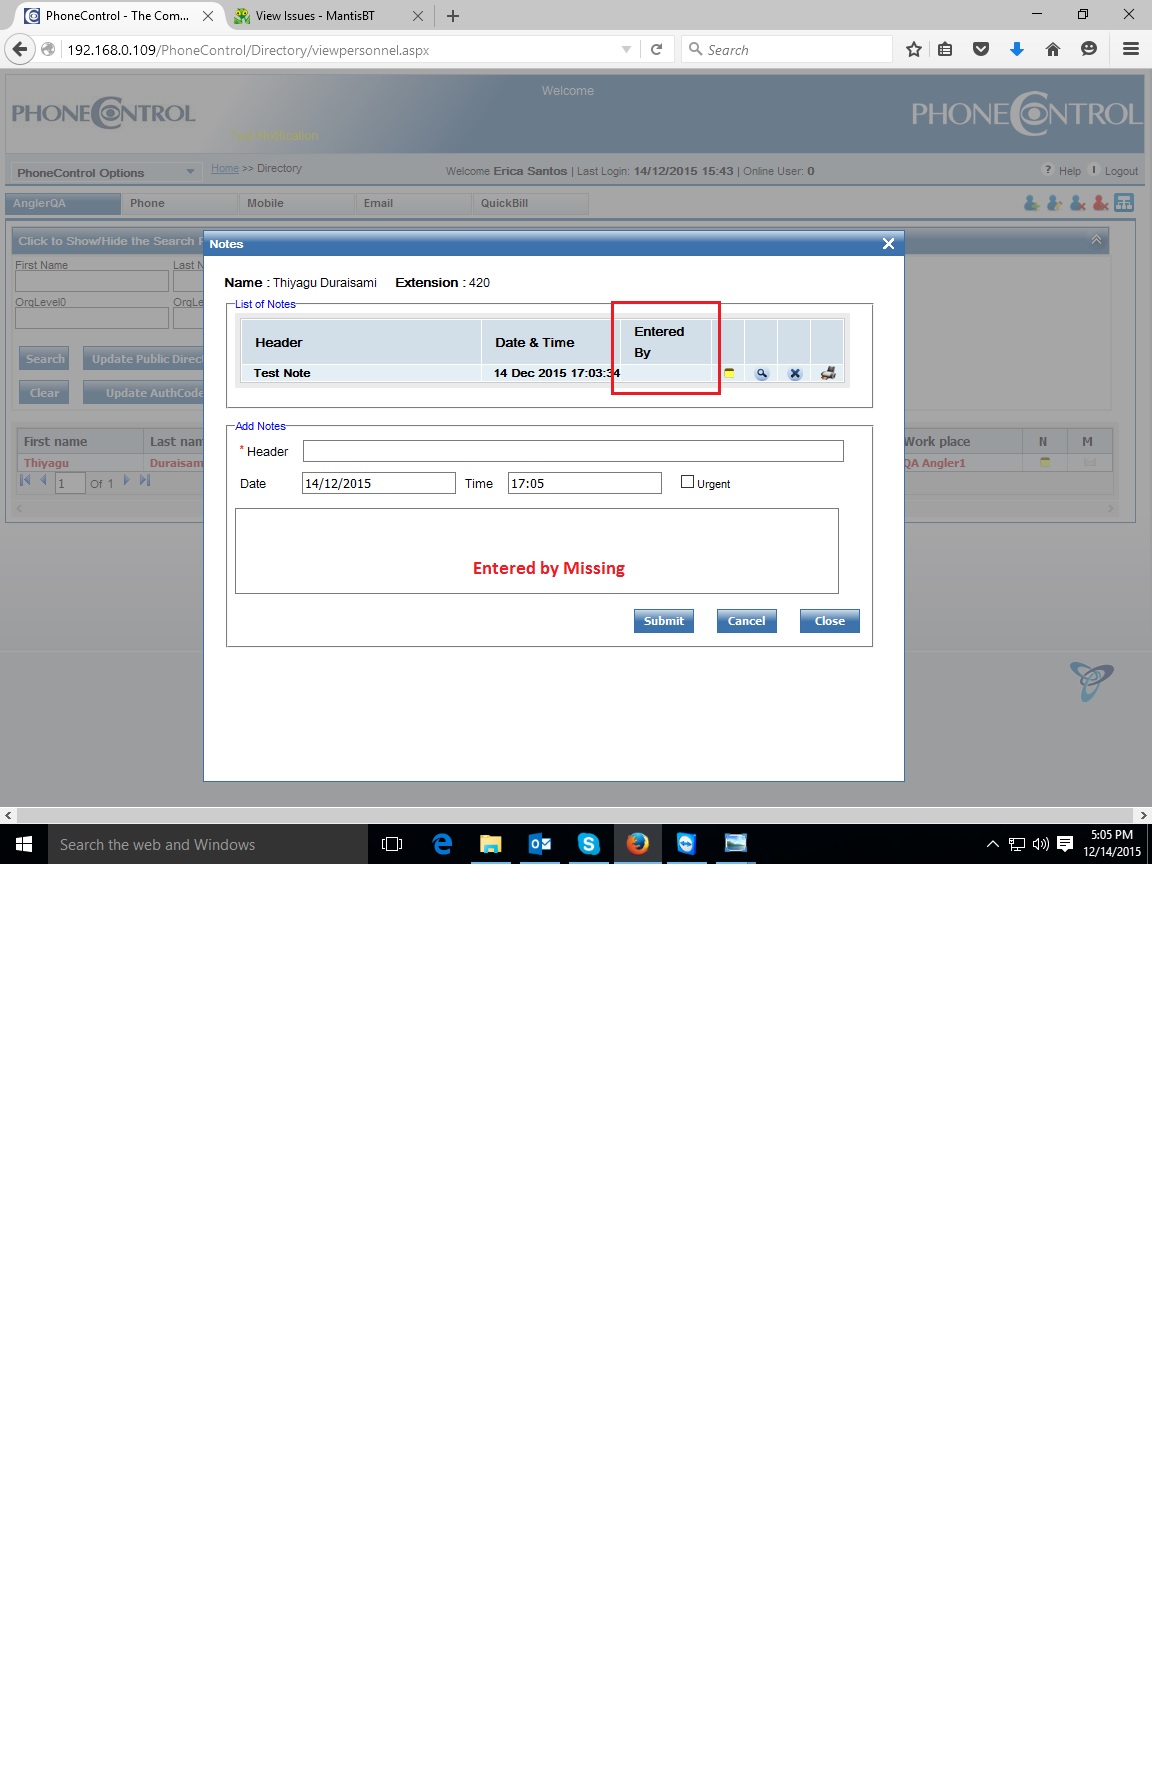 PhoneControl - The Com...
View Issues - MantisBT
192.168.0.109/PhoneControl/Directory/viewpersonnel.aspx
Search
Welcome
PHONECONTROL
PHONECONTROL
PhoneControl Options
Home >> Directory
Welcome Erica Santos | Last Login: 14/12/2015 15:43 | Online User: 0
? Help
Logout
AnglerQA
Phone
Mobile
Email
QuickBill
Click to Show/Hide the Search
Notes
First Name
Last N
Name : Thiyagu Duraisami
Extension : 420
OrgLevel0
OrgLe
List of Notes
Header
Date & Time
Entered
By
Test Note
14 Dec 2015 17:03:34
Search
Update Public Direc
Clear
Update AuthCode
Add Notes
* Header
Date
14/12/2015
Time
17:05
Urgent
First name
Last nam
Work place
N
M
Thiyagu
Duraisam
QA Angler1
1
Of 1
Entered by Missing
Submit
Cancel
Close
Search the web and Windows
5:05 PM
12/14/2015